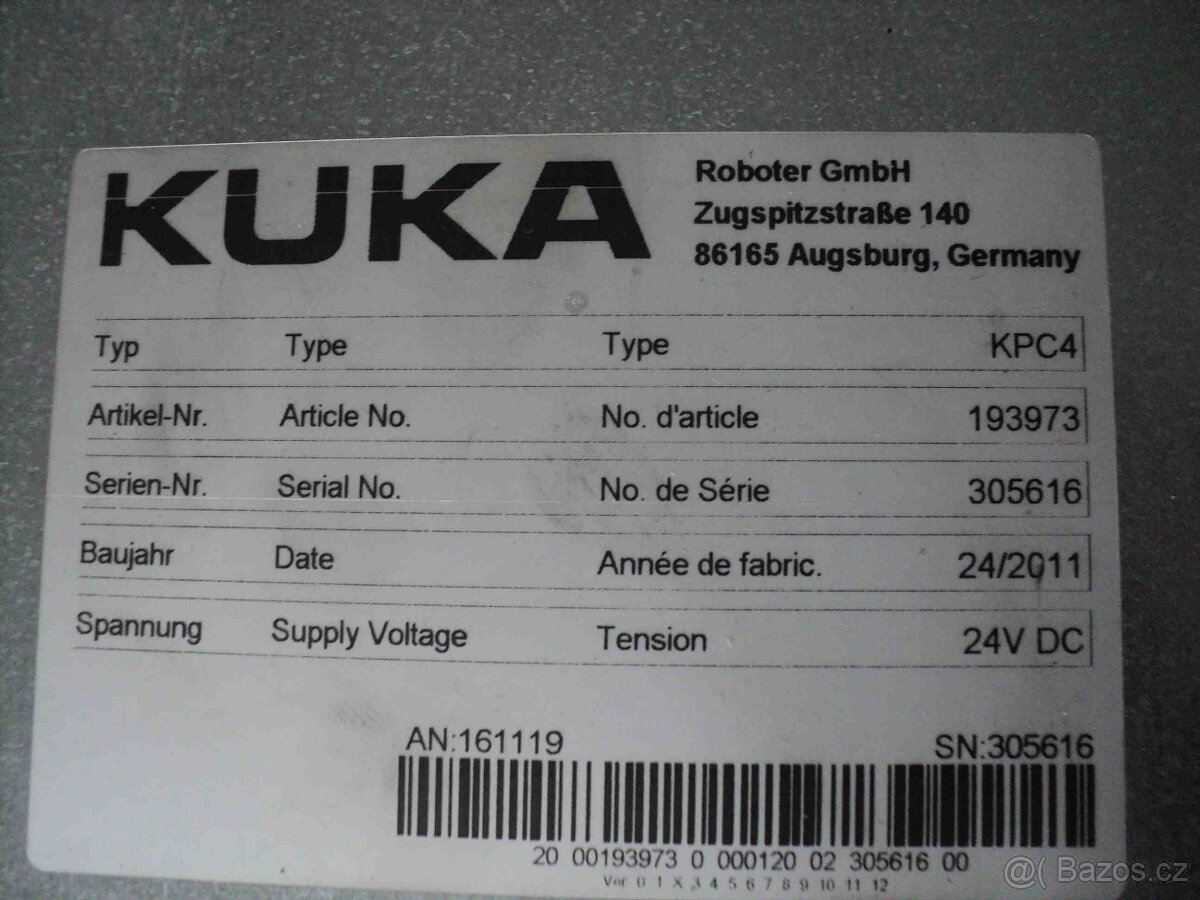 KUKA
Roboter GmbH
Zugspitzstraße 140
86165 Augsburg, Germany
Typ Type Type KPC4
Artikel-Nr. Article No. No. d'article 193973
Serien-Nr. Serial No. No. de Série 305616
Baujahr Date Année de fabric. 24/2011
Spannung Supply Voltage Tension 24V DC
AN:161119 SN:305616
20 00193973 0 000120 02 305616 00
Ver 0 1 X 3 4 5 6 7 8 9 10 11 12
@( Bazos.cz